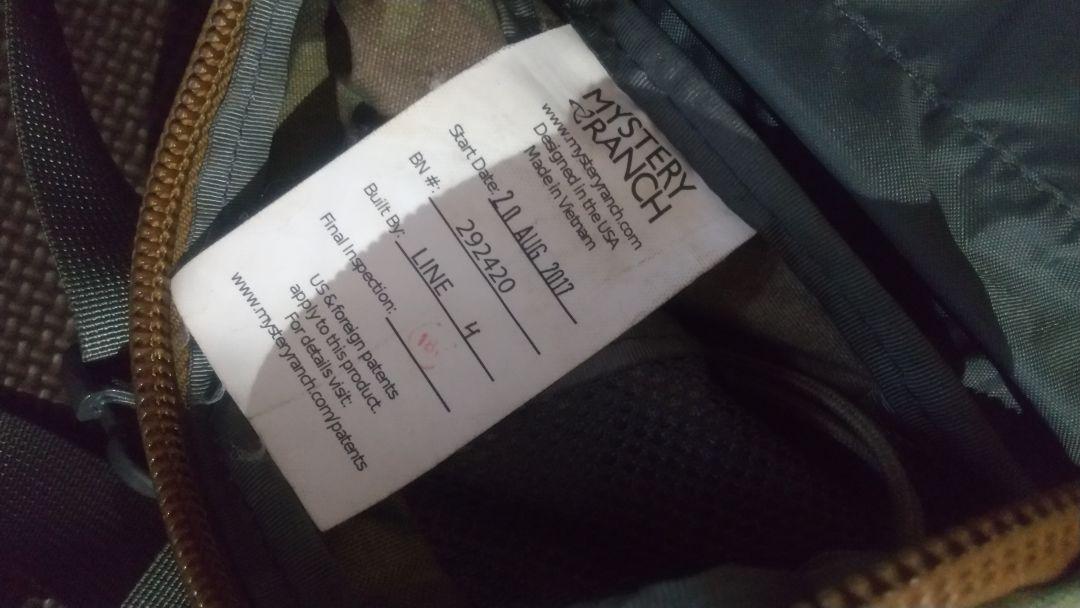 MYSTERY
RANCH
www.mysteryranch.com
Designed in the USA
Made in Vietnam
Start Date: 20 AUG 2017
BN #: 292420
Built By: LINE 4
Final Inspection:
US & foreign patents
apply to this product.
For details visit:
www.mysteryranch.com/patents